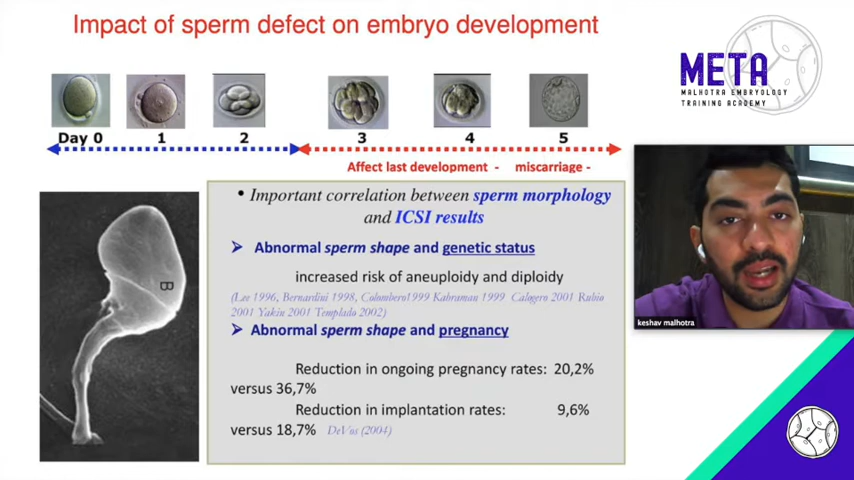 Impact of sperm defect on embryo development
META
MALHOTRA EMBRYOLOGY
TRAINING ACADEMY
Day 0 1 2 3 4 5
Affect last development - miscarriage -
• Important correlation between sperm morphology
and ICSI results
➢ Abnormal sperm shape and genetic status
increased risk of aneuploidy and diploidy
(Lee 1996, Bernardini 1998, Colombero1999 Kahraman 1999 Calogero 2001 Rubio
2001 Yakin 2001 Templado 2002)
➢ Abnormal sperm shape and pregnancy
Reduction in ongoing pregnancy rates: 20,2%
versus 36,7%
Reduction in implantation rates: 9,6%
versus 18,7% DeVos (2004)
B
keshav malhotra